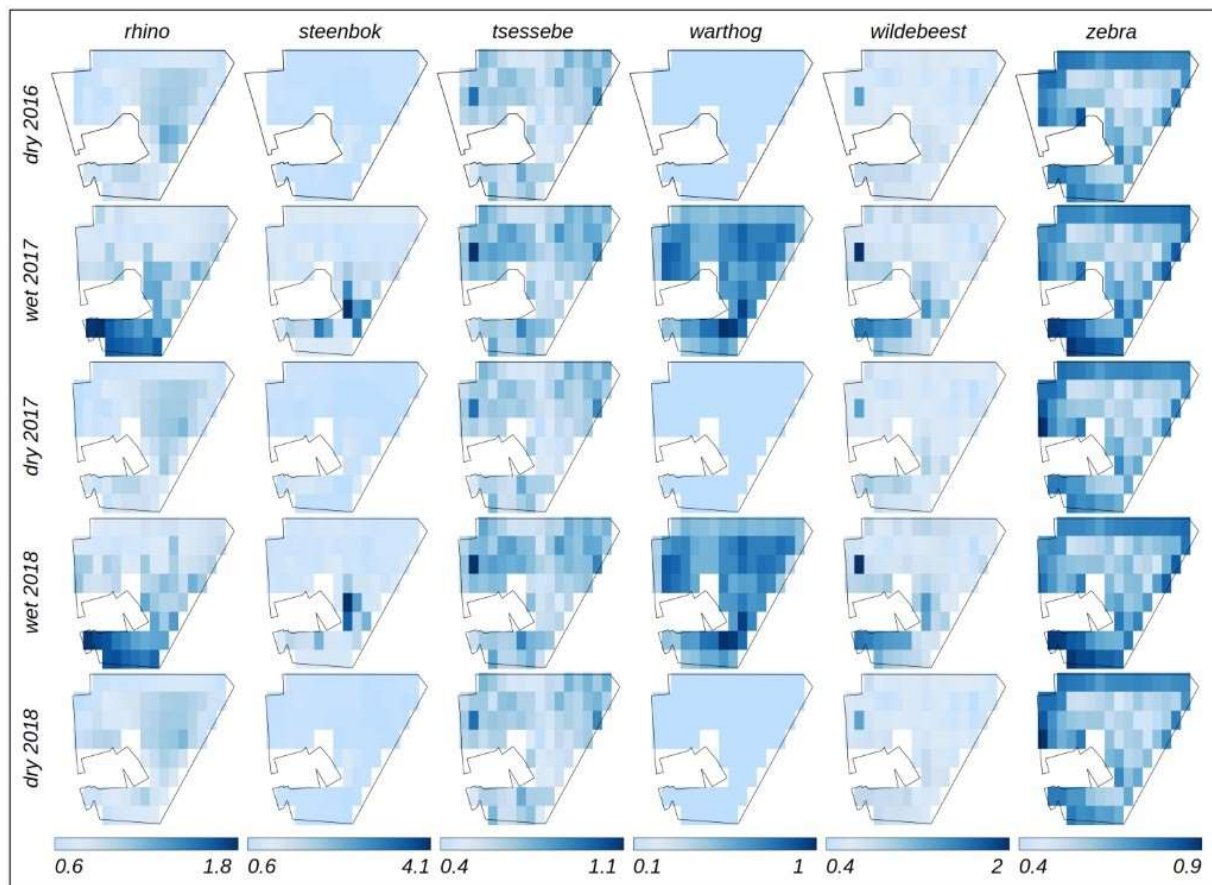 rhino steenbok tsessebe warthog wildebeest zebra
dry 2016
wet 2017
dry 2017
wet 2018
dry 2018
0.6 1.8 0.6 4.1 0.4 1.1 0.1 1 0.4 2 0.4 0.9